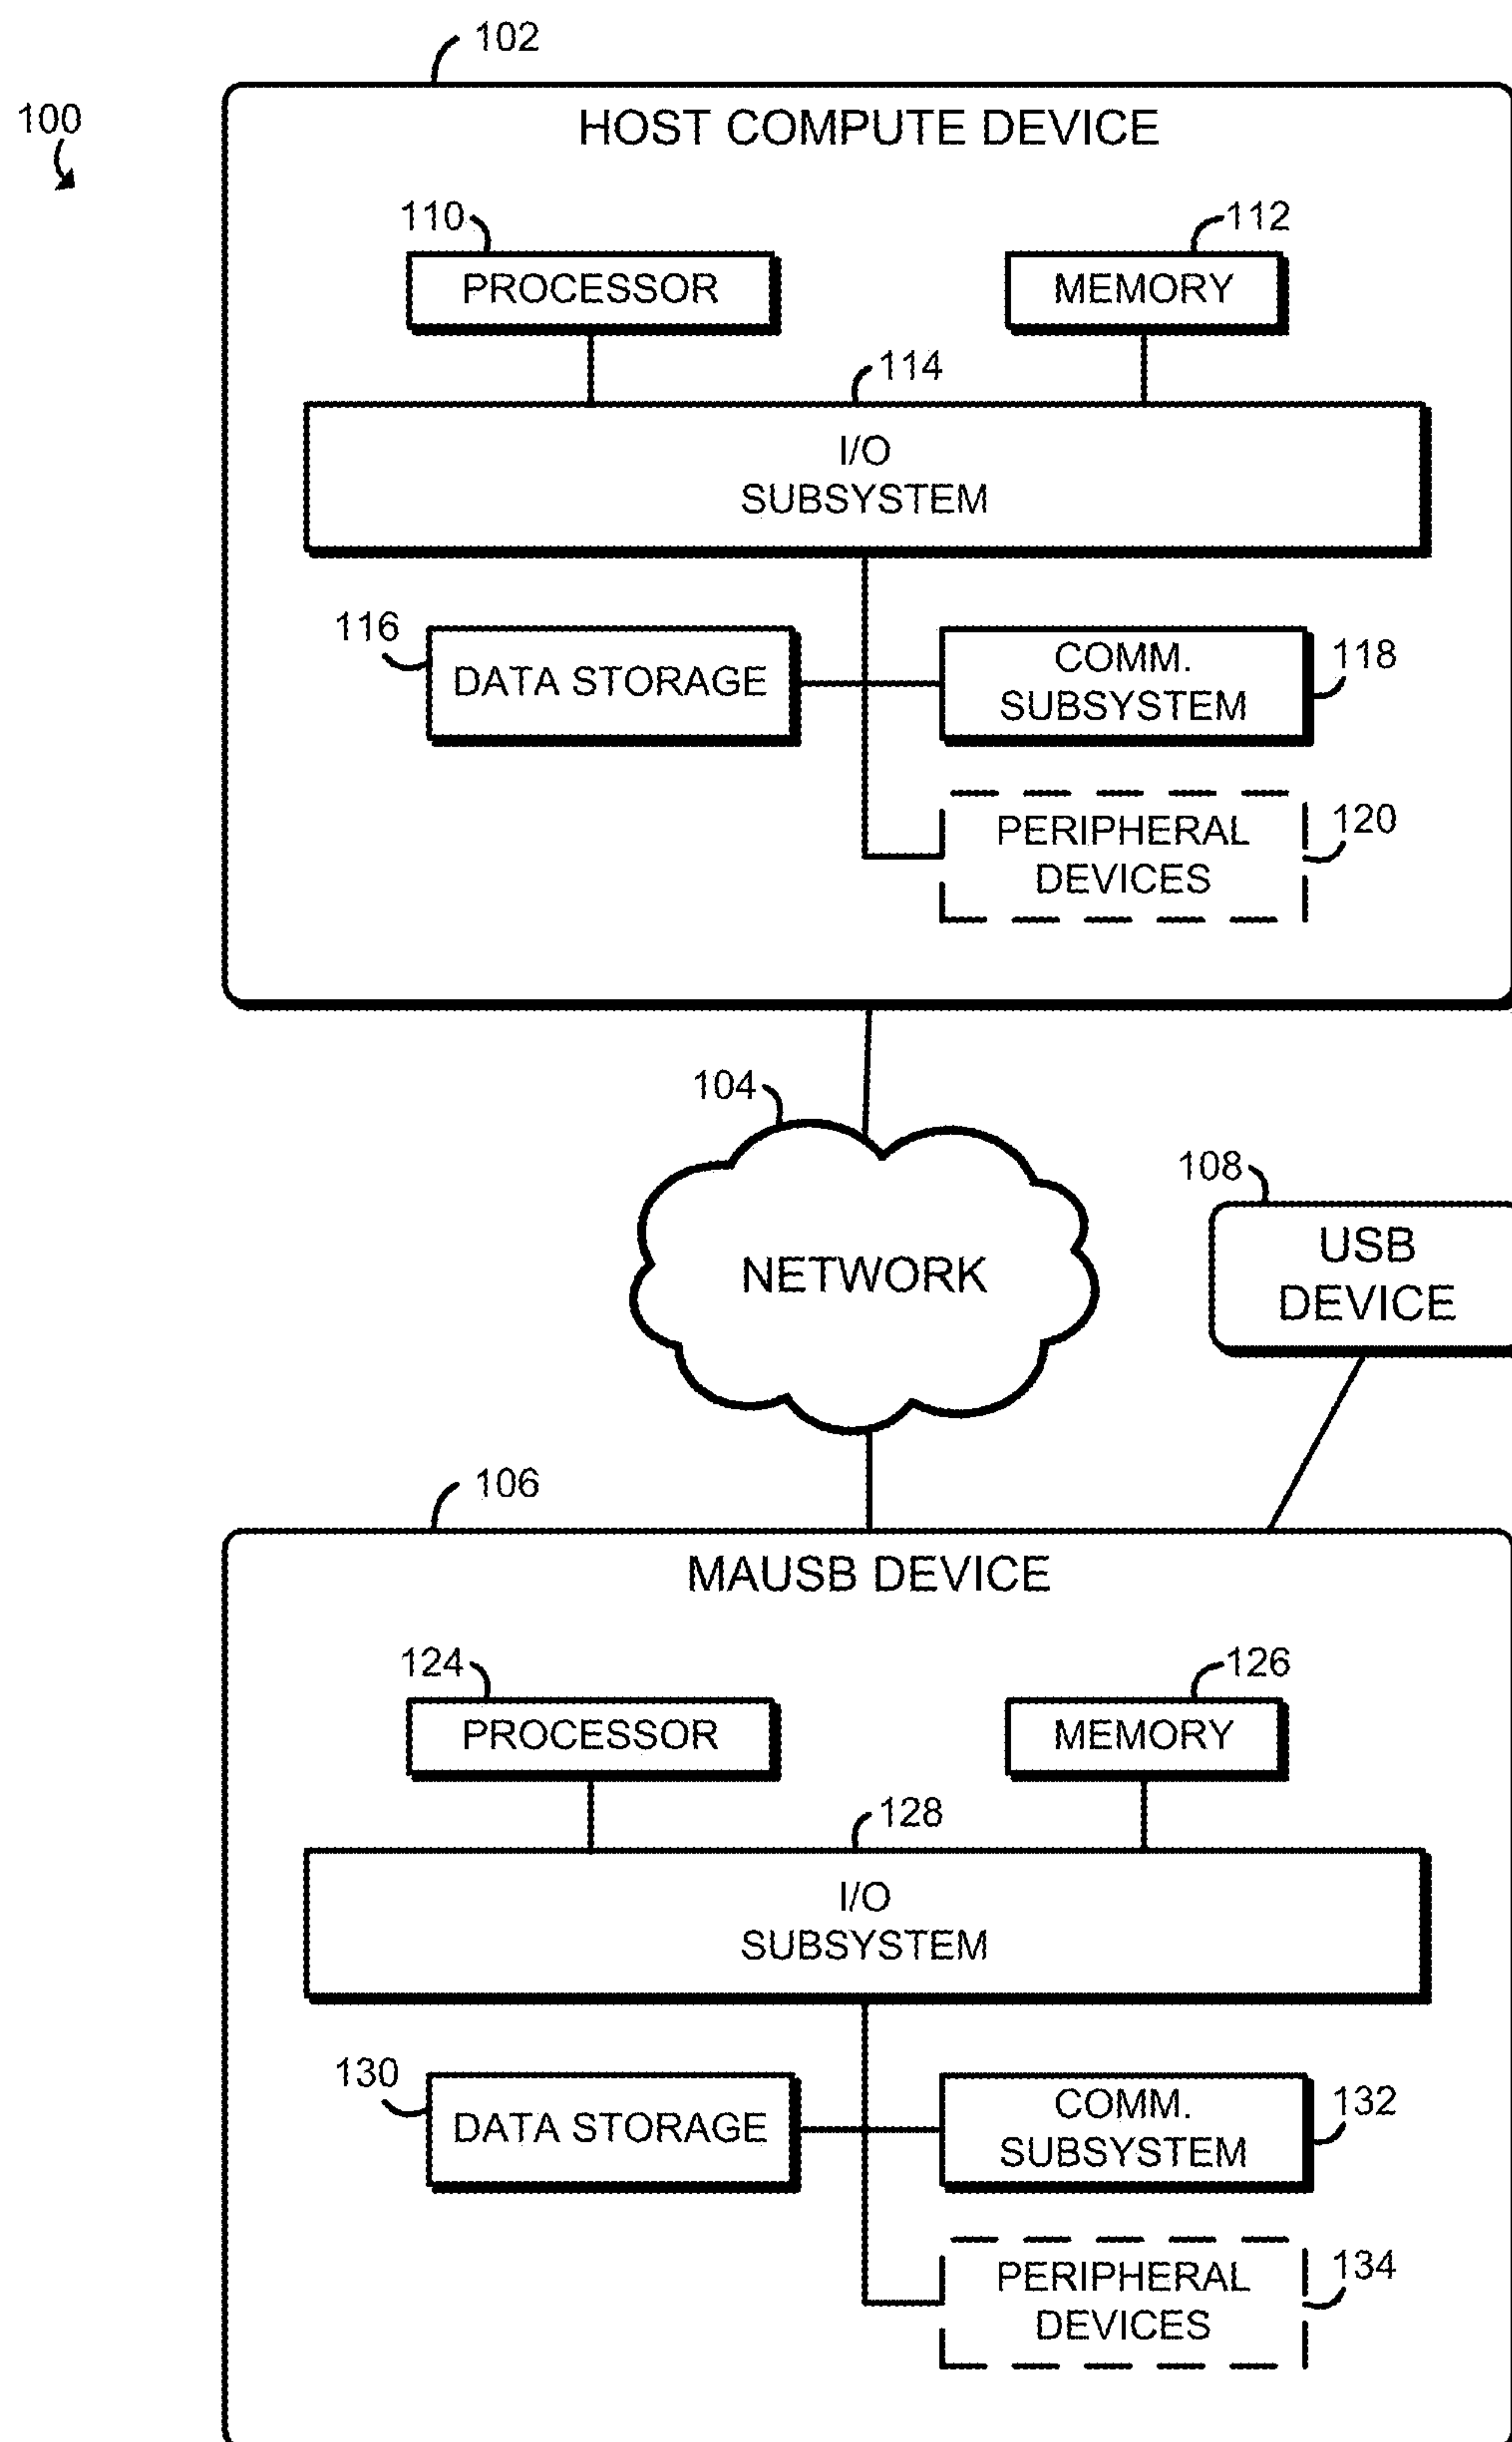 102
100
HOST COMPUTE DEVICE
110
112
PROCESSOR
MEMORY
114
I/O
SUBSYSTEM
116
DATA STORAGE
COMM.
SUBSYSTEM
118
PERIPHERAL
DEVICES
120
104
NETWORK
108
USB
DEVICE
106
MAUSB DEVICE
124
126
PROCESSOR
MEMORY
128
I/O
SUBSYSTEM
130
DATA STORAGE
COMM.
SUBSYSTEM
132
PERIPHERAL
DEVICES
134